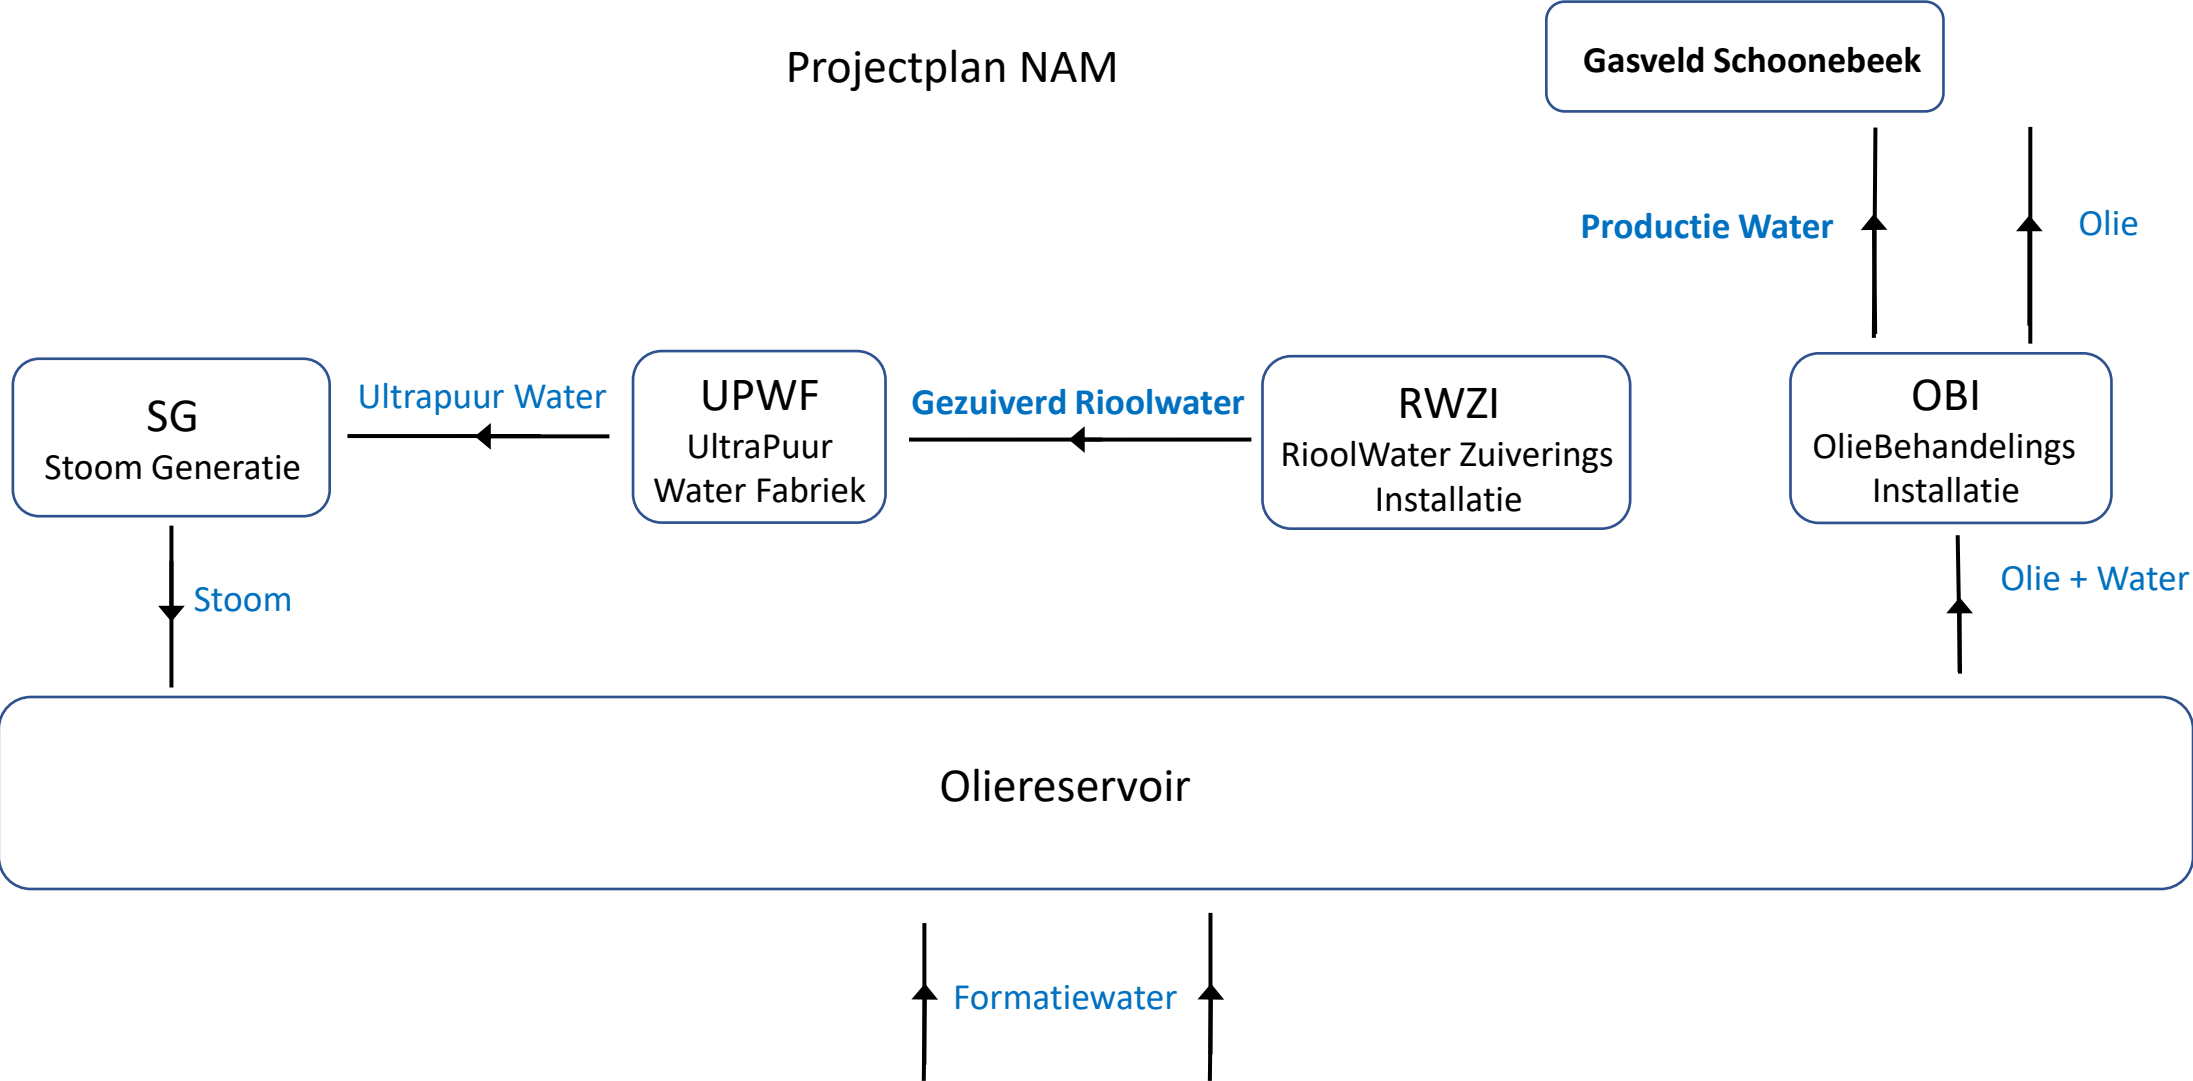 Projectplan NAM
Gasveld Schoonebeek
Productie Water
Olie
SG
Stoom Generatie
Ultrapuur Water
UPWF
UltraPuur
Water Fabriek
Gezuiverd Rioolwater
RWZI
RioolWater Zuiverings
Installatie
OBI
OlieBehandelings
Installatie
Stoom
Olie + Water
Oliereservoir
Formatiewater